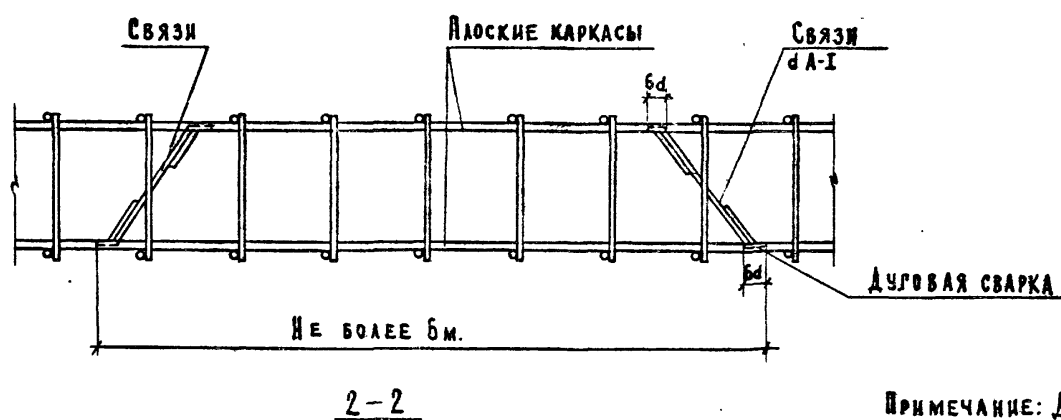 Связи
Плоские каркасы
Связи
d A-I
6d
6d
Дуговая сварка
Не более 6м.
2-2
Примечание: